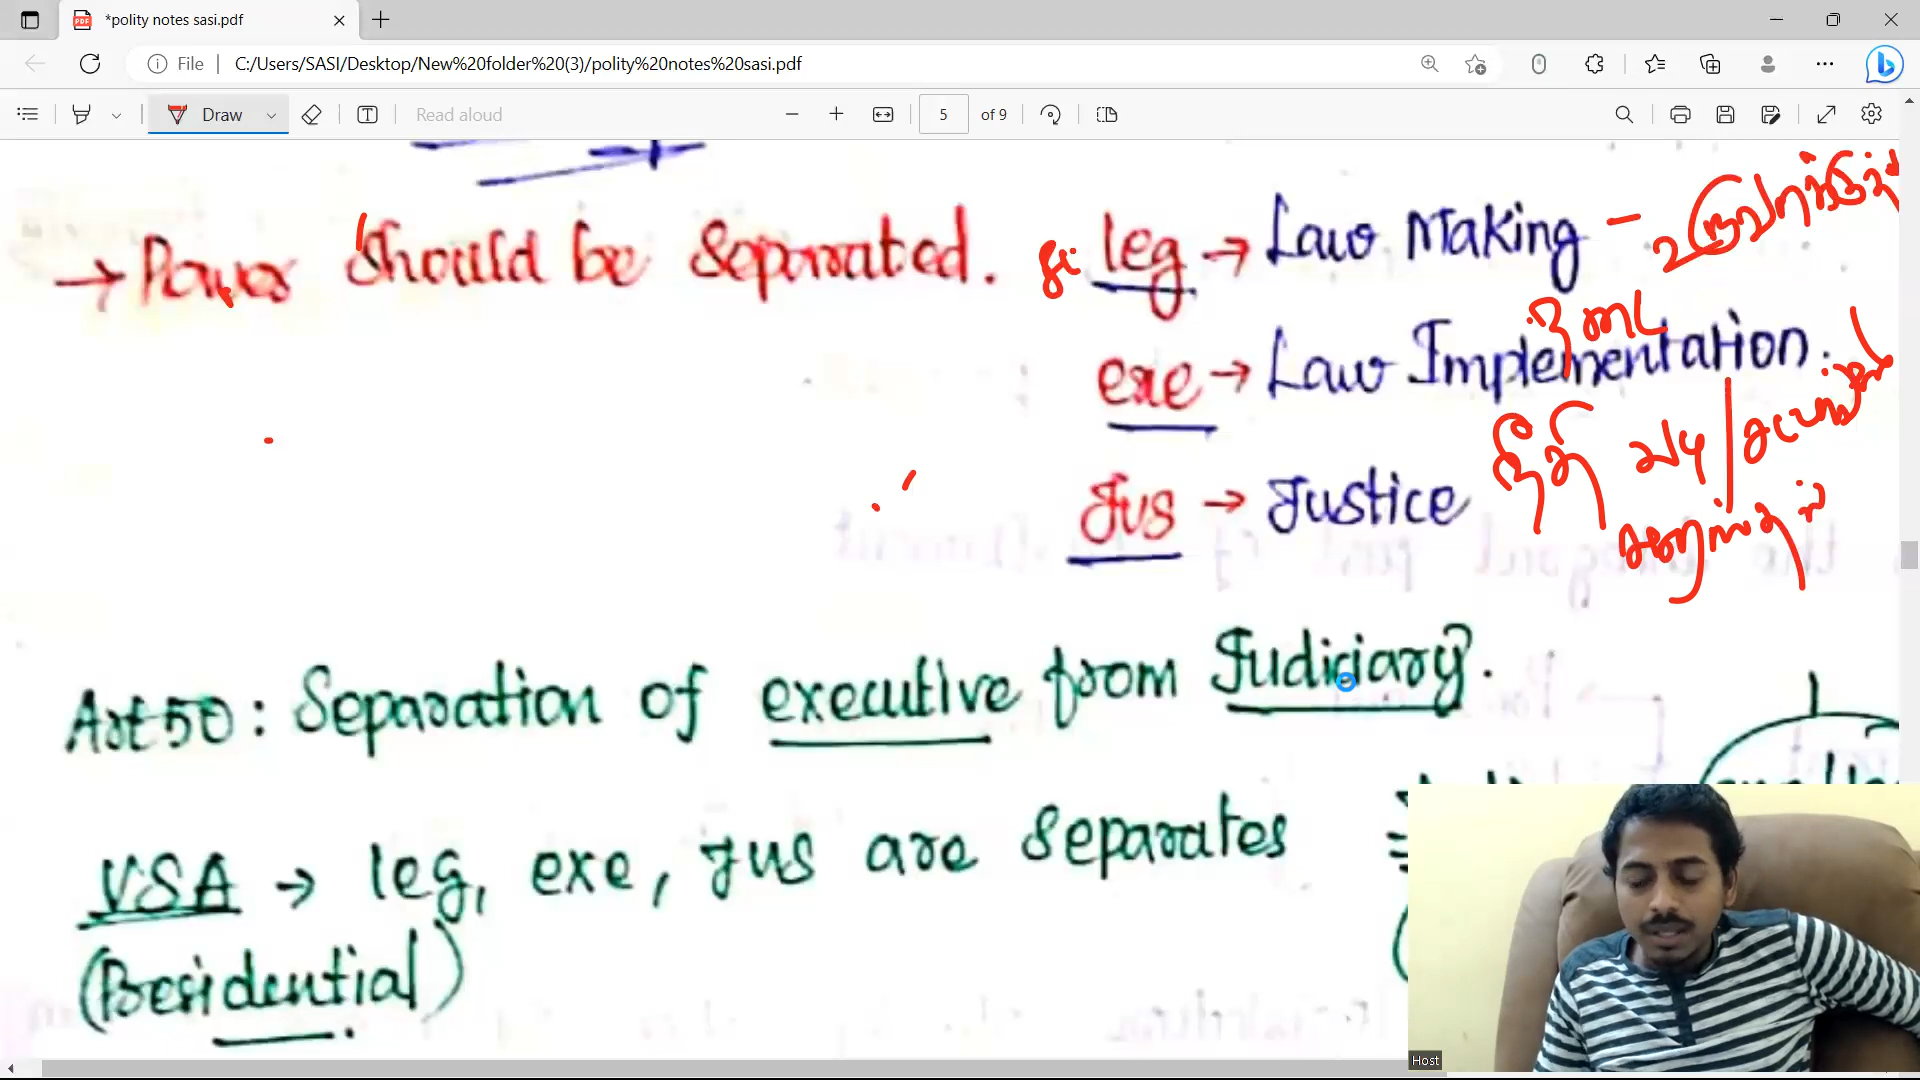 *polity notes sasi.pdf
File
C:/Users/SASI/Desktop/New%20folder%20(3)/polity%20notes%20sasi.pdf
Draw
Read aloud
5 of 9
→ Power should be separated.
leg → Law Making -
exe → Law Implementation.
Jus → Justice
Art 50: Separation of executive from Judiciary.
USA → leg, exe, Jus are separates
(Presidential)
Host